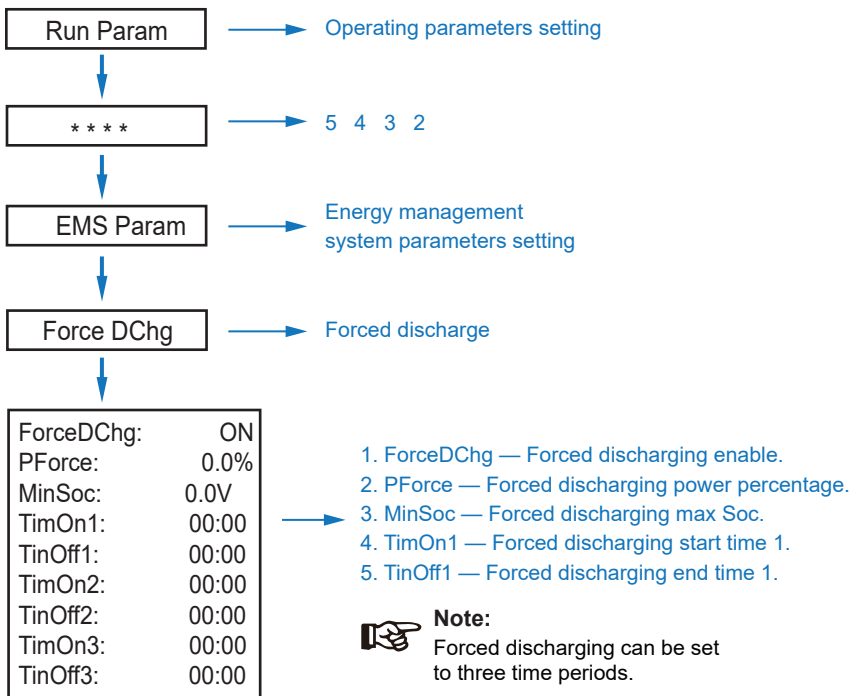 Run Param
Operating parameters setting
* * * *
5 4 3 2
EMS Param
Energy management
system parameters setting
Force DChg
Forced discharge
ForceDChg: ON
PForce: 0.0%
MinSoc: 0.0V
TimOn1: 00:00
TinOff1: 00:00
TimOn2: 00:00
TinOff2: 00:00
TimOn3: 00:00
TinOff3: 00:00
1. ForceDChg — Forced discharging enable.
2. PForce — Forced discharging power percentage.
3. MinSoc — Forced discharging max Soc.
4. TimOn1 — Forced discharging start time 1.
5. TinOff1 — Forced discharging end time 1.
Note:
Forced discharging can be set
to three time periods.